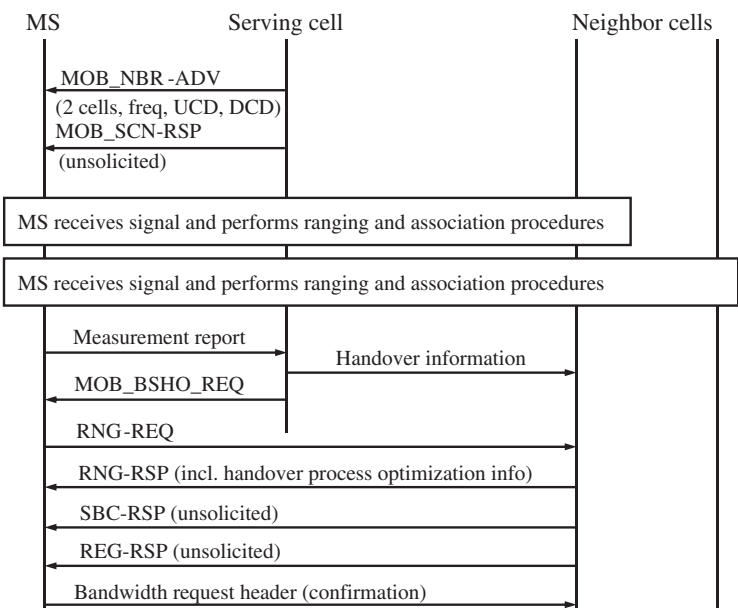 MS Serving cell Neighbor cells
MOB_NBR-ADV
(2 cells, freq, UCD, DCD)
MOB_SCN-RSP
(unsolicited)
MS receives signal and performs ranging and association procedures
MS receives signal and performs ranging and association procedures
Measurement report
Handover information
MOB_BSHO_REQ
RNG-REQ
RNG-RSP (incl. handover process optimization info)
SBC-RSP (unsolicited)
REG-RSP (unsolicited)
Bandwidth request header (confirmation)